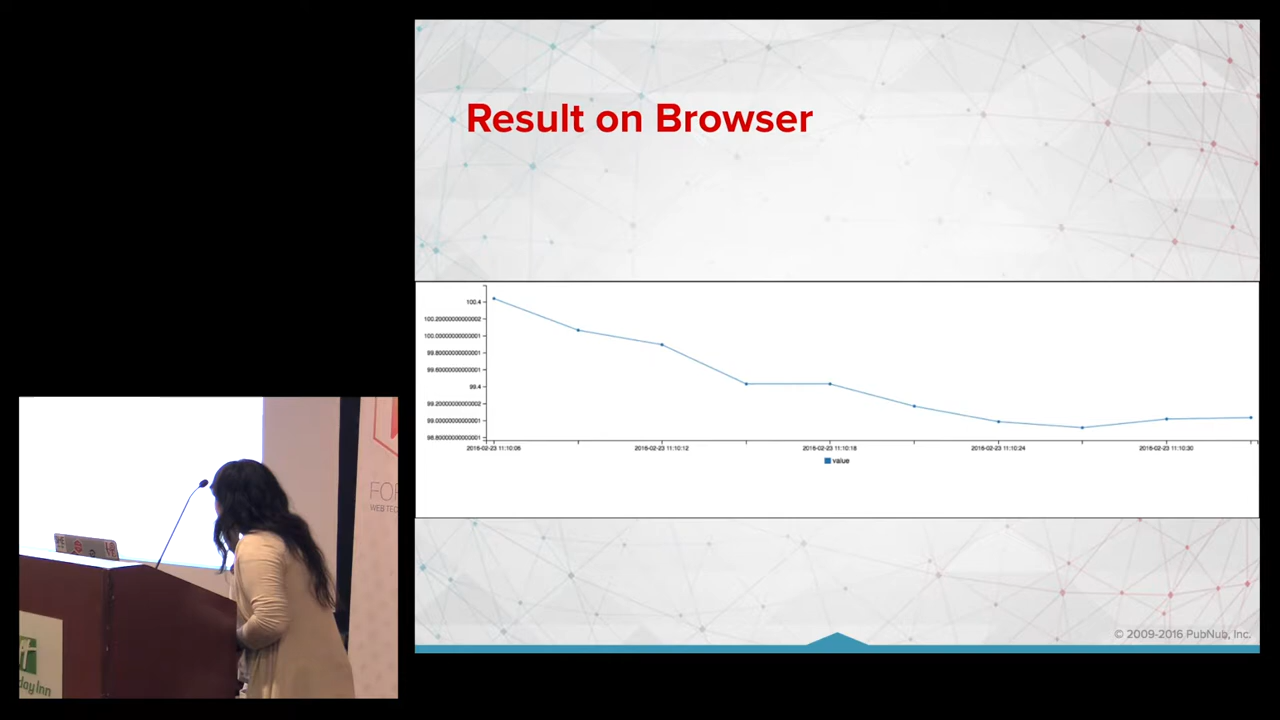 Result on Browser
100.4
100.20000000000002
100.00000000000001
99.80000000000001
99.60000000000001
99.4
99.20000000000002
99.00000000000001
98.80000000000001
2016-02-23 11:10:06
2016-02-23 11:10:12
2016-02-23 11:10:18
2016-02-23 11:10:24
2016-02-23 11:10:30
value
© 2009-2016 PubNub, Inc.
FOR
WEB TEC
day Inn